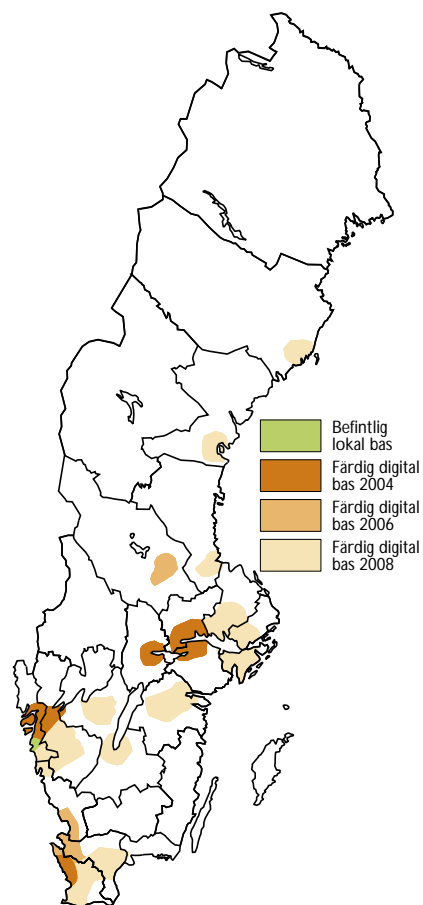 Befintlig
lokal bas
Färdig digital
bas 2004
Färdig digital
bas 2006
Färdig digital
bas 2008